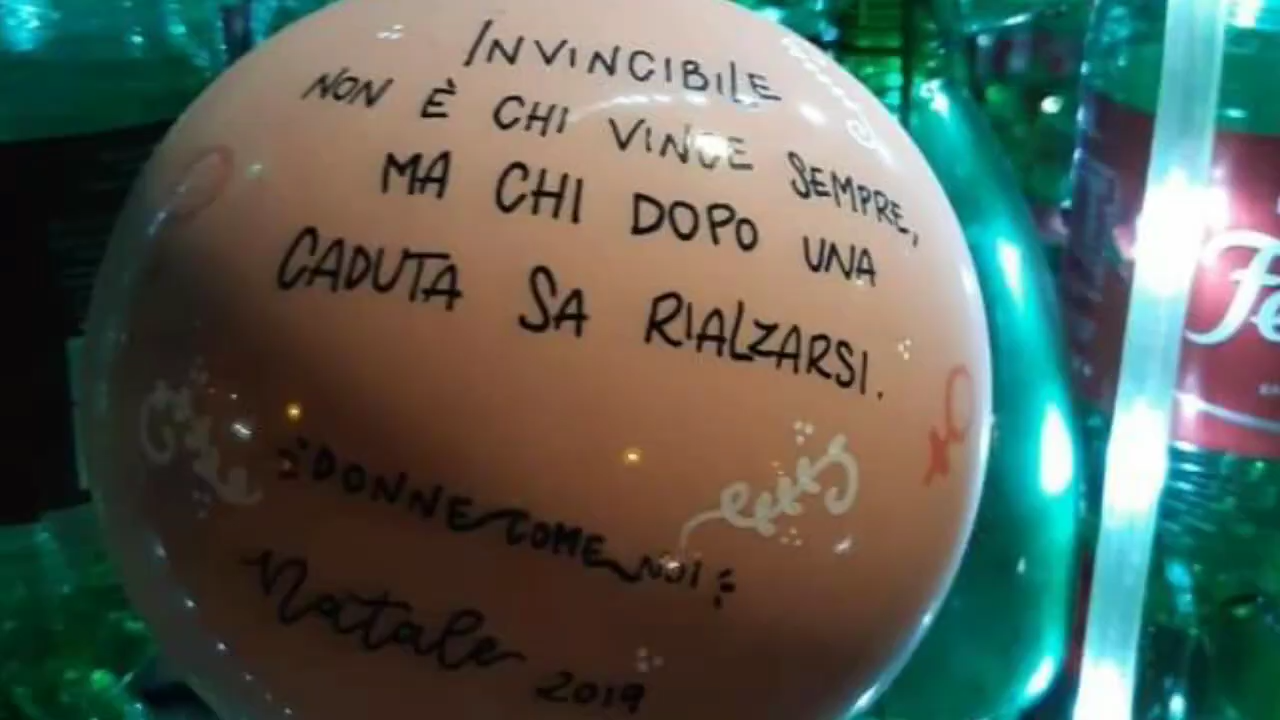 INVINCIBILE
NON È CHI VINCE SEMPRE,
MA CHI DOPO UNA
CADUTA SA RIALZARSI.
DONNE COME NOI
Natale 2019